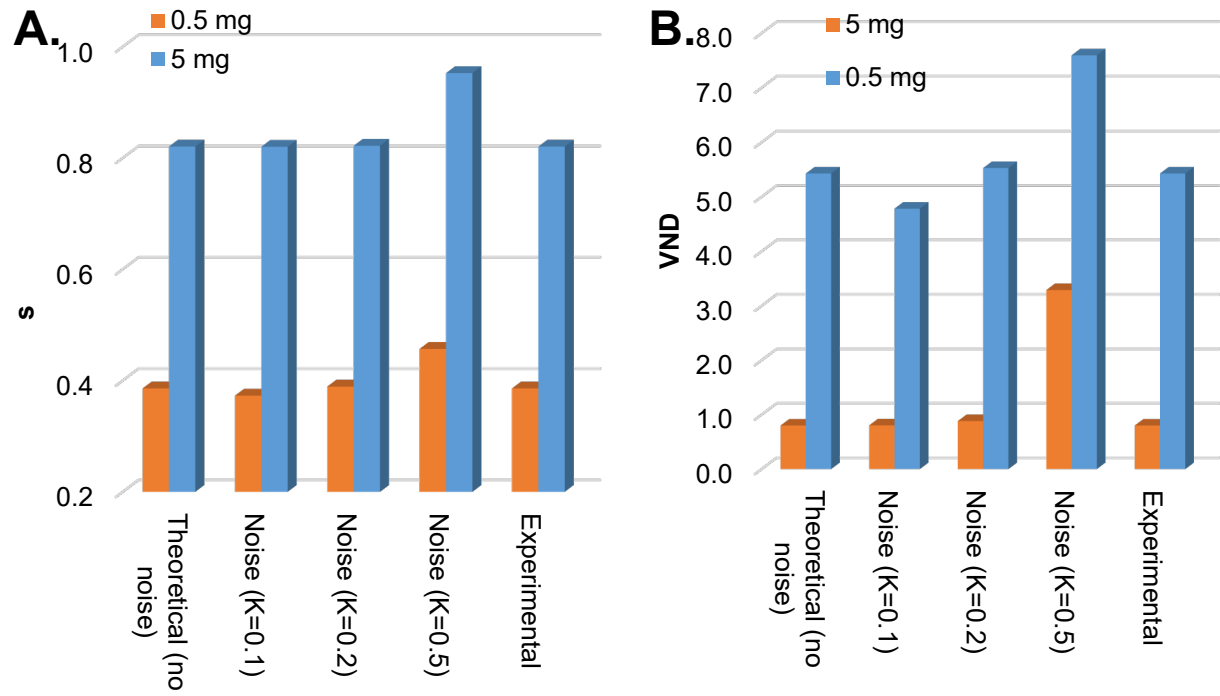 A.
0.5 mg
5 mg
1.0
0.8
0.6
0.4
0.2
s
Theoretical (no
noise)
Noise (K=0.1)
Noise (K=0.2)
Noise (K=0.5)
Experimental
B.
5 mg
0.5 mg
8.0
7.0
6.0
5.0
4.0
3.0
2.0
1.0
0.0
VND
Theoretical (no
noise)
Noise (K=0.1)
Noise (K=0.2)
Noise (K=0.5)
Experimental